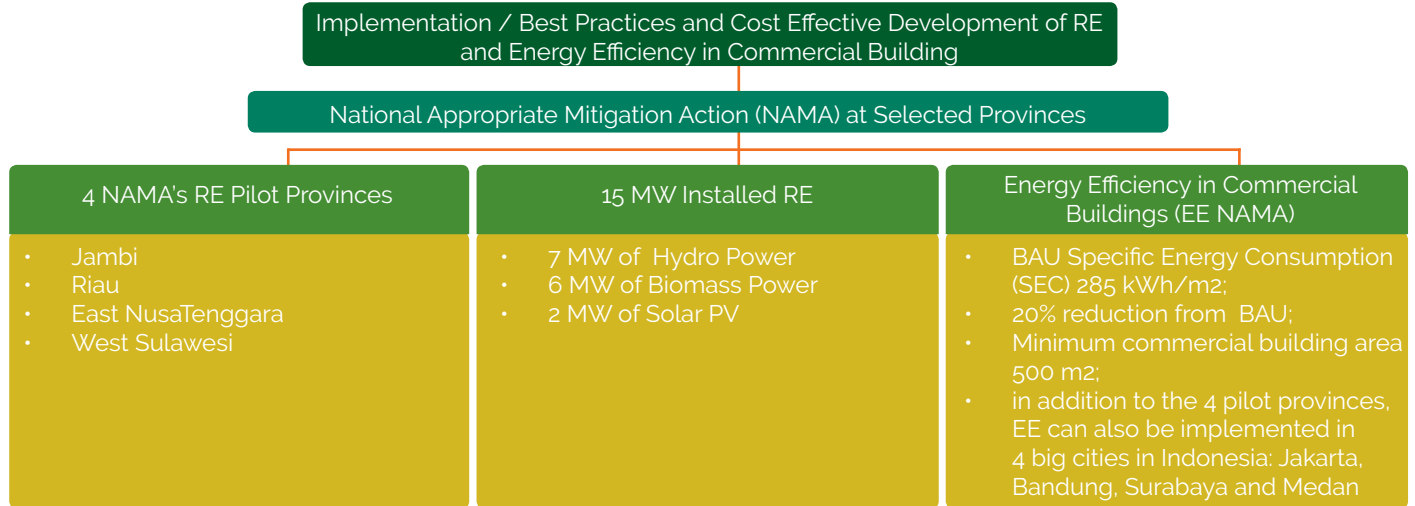 Implementation / Best Practices and Cost Effective Development of RE
and Energy Efficiency in Commercial Building
National Appropriate Mitigation Action (NAMA) at Selected Provinces
4 NAMA's RE Pilot Provinces
• Jambi
• Riau
• East NusaTenggara
• West Sulawesi
15 MW Installed RE
• 7 MW of Hydro Power
• 6 MW of Biomass Power
• 2 MW of Solar PV
Energy Efficiency in Commercial
Buildings (EE NAMA)
• BAU Specific Energy Consumption
(SEC) 285 kWh/m2;
• 20% reduction from BAU;
• Minimum commercial building area
500 m2;
• in addition to the 4 pilot provinces,
EE can also be implemented in
4 big cities in Indonesia: Jakarta,
Bandung, Surabaya and Medan